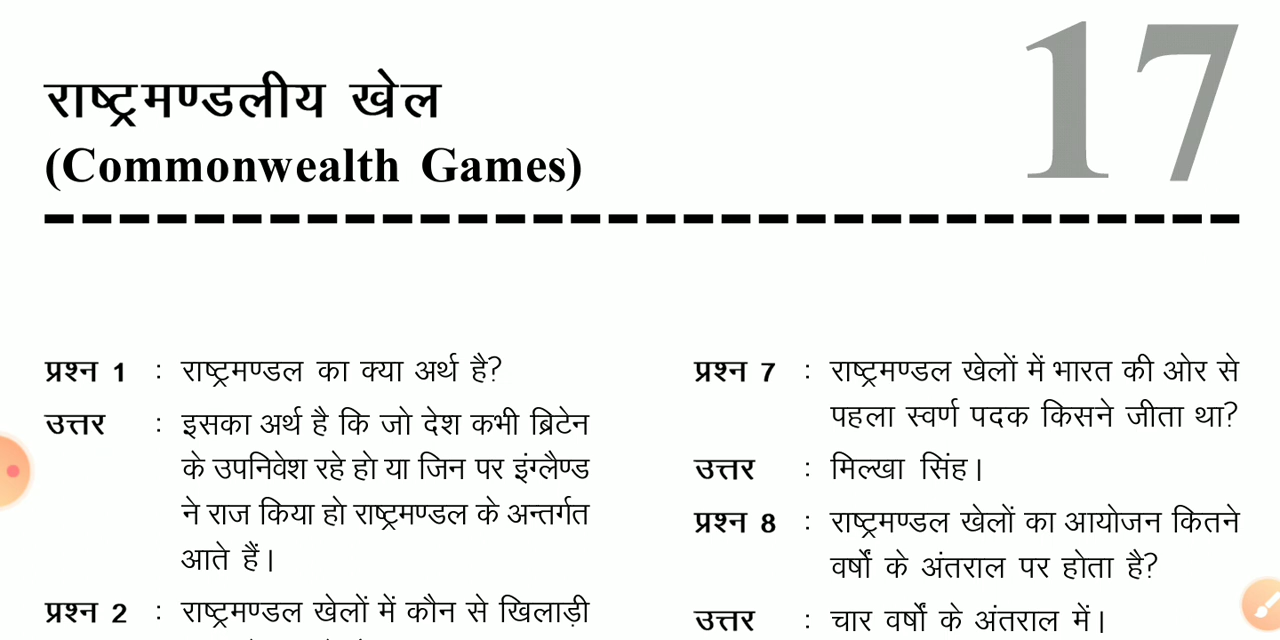 17
राष्ट्रमण्डलीय खेल
(Commonwealth Games)
प्रश्न 1 : राष्ट्रमण्डल का क्या अर्थ है?
उत्तर : इसका अर्थ है कि जो देश कभी ब्रिटेन
के उपनिवेश रहे हो या जिन पर इंग्लैण्ड
ने राज किया हो राष्ट्रमण्डल के अन्तर्गत
आते हैं।
प्रश्न 2 : राष्ट्रमण्डल खेलों में कौन से खिलाड़ी
प्रश्न 7 : राष्ट्रमण्डल खेलों में भारत की ओर से
पहला स्वर्ण पदक किसने जीता था?
उत्तर : मिल्खा सिंह।
प्रश्न 8 : राष्ट्रमण्डल खेलों का आयोजन कितने
वर्षों के अंतराल पर होता है?
उत्तर : चार वर्षों के अंतराल में।